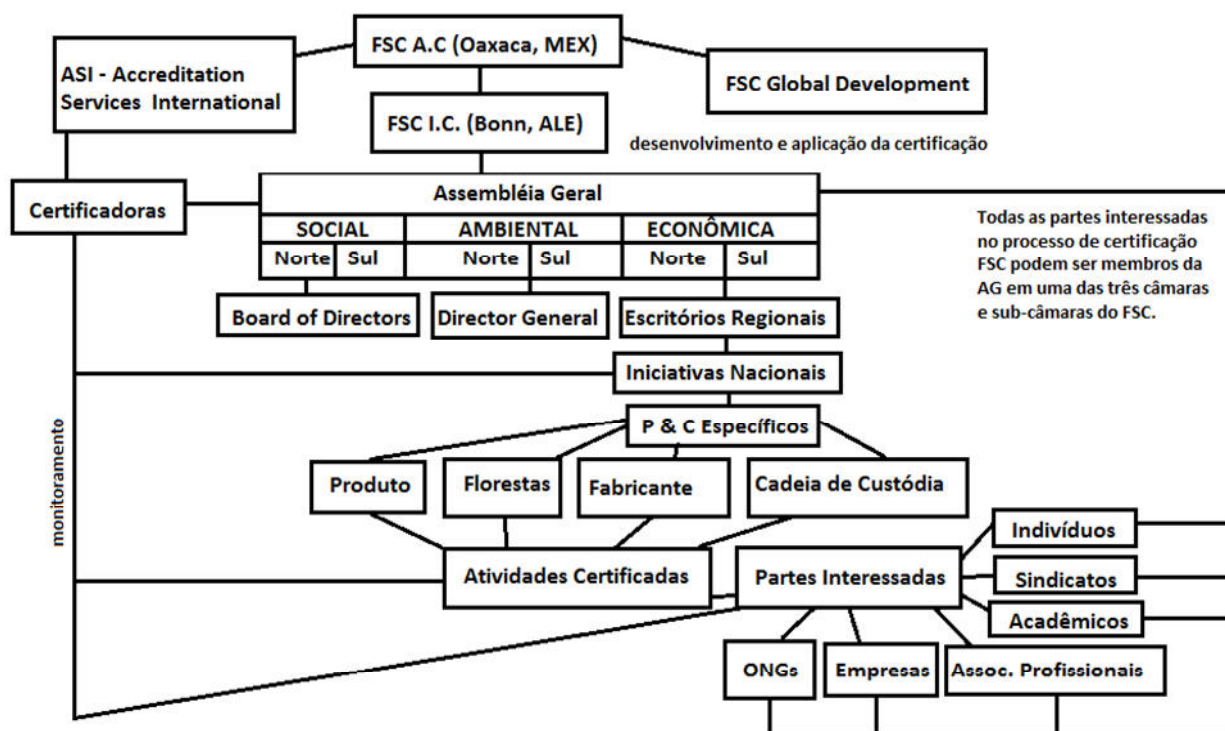 FSC A.C (Oaxaca, MEX)
ASI - Accreditation
Services International
FSC Global Development
FSC I.C. (Bonn, ALE)
desenvolvimento e aplicação da certificação
Certificadoras
Assembléia Geral
SOCIAL AMBIENTAL ECONÔMICA
Norte Sul Norte Sul Norte Sul
Todas as partes interessadas
no processo de certificação
FSC podem ser membros da
AG em uma das três câmaras
e sub-câmaras do FSC.
Board of Directors
Director General
Escritórios Regionais
Iniciativas Nacionais
P & C Específicos
monitoramento
Produto
Florestas
Fabricante
Cadeia de Custódia
Atividades Certificadas
Partes Interessadas
Indivíduos
Sindicatos
Acadêmicos
ONGs
Empresas
Assoc. Profissionais